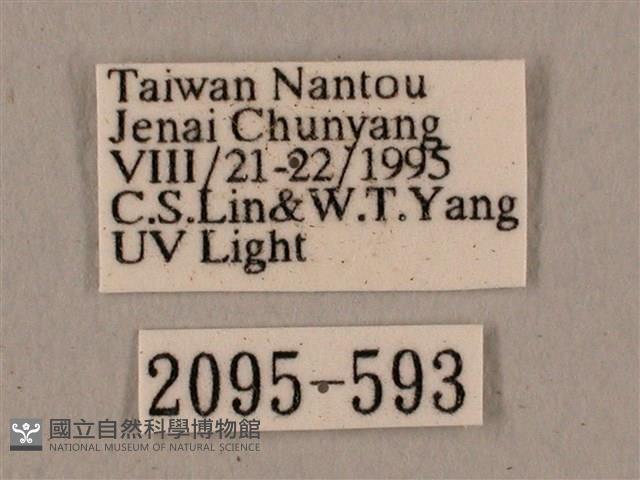 Taiwan Nantou
Jenai Chunyang
VIII/21-22/1995
C.S.Lin&W.T.Yang
UV Light
2095-593
國立自然科學博物館
NATIONAL MUSEUM OF NATURAL SCIENCE